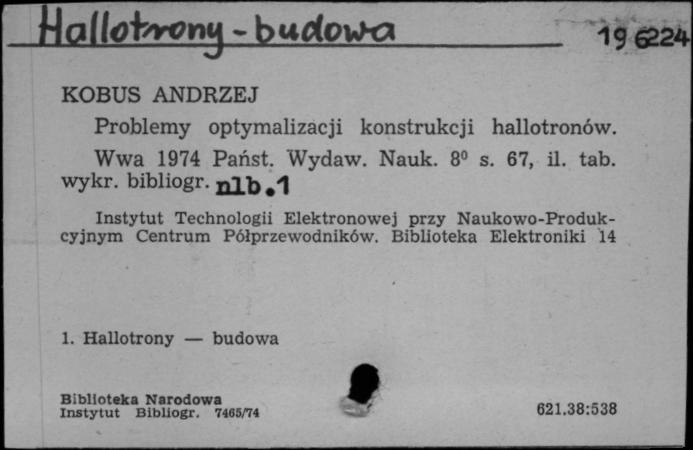 Hallotrony - budowa
19 6224
KOBUS ANDRZEJ
Problemy optymalizacji konstrukcji hallotronów.
Wwa 1974 Państ. Wydaw. Nauk. 8⁰ s. 67, il. tab.
wykr. bibliogr. nlb.1
Instytut Technologii Elektronowej przy Naukowo-Produk-
cyjnym Centrum Półprzewodników. Biblioteka Elektroniki 14
1. Hallotrony — budowa
Biblioteka Narodowa
Instytut Bibliogr. 7465/74
621.38:538